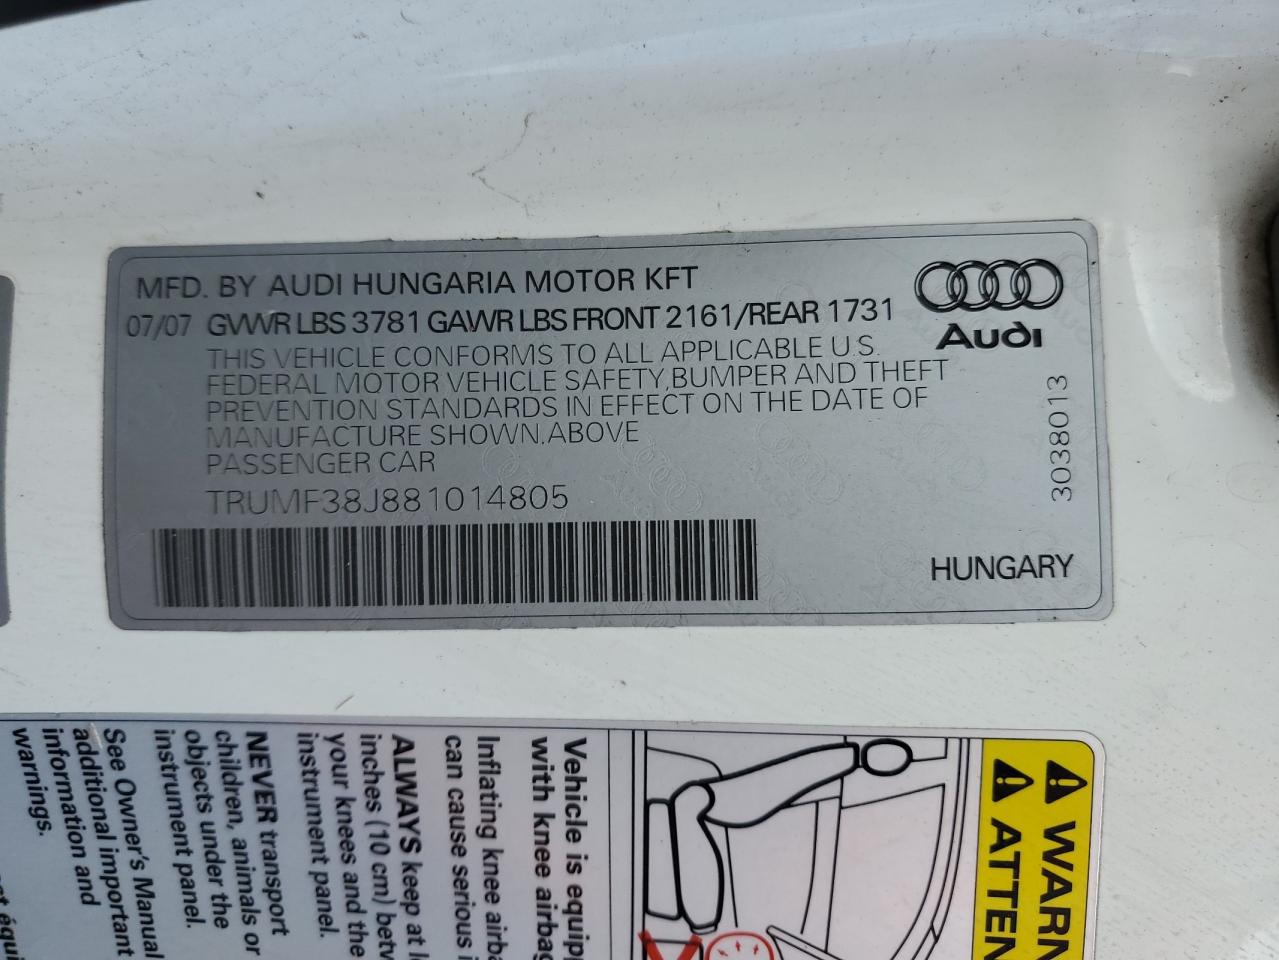 MFD. BY AUDI HUNGARIA MOTOR KFT
07/07 GVWR LBS 3781 GAWR LBS FRONT 2161/REAR 1731
THIS VEHICLE CONFORMS TO ALL APPLICABLE U.S.
FEDERAL MOTOR VEHICLE SAFETY, BUMPER AND THEFT
PREVENTION STANDARDS IN EFFECT ON THE DATE OF
MANUFACTURE SHOWN. ABOVE
PASSENGER CAR
TRUMF38J881014805
Audi
3038013
HUNGARY
WARN
ATTEN
Vehicle is equipp
with knee airbag
Inflating knee airba
can cause serious i
ALWAYS keep at le
inches (10 cm) betw
your knees and the
instrument panel.
NEVER transport
children, animals or
objects under the
instrument panel.
See Owner's Manual
additional important
information and
warnings.